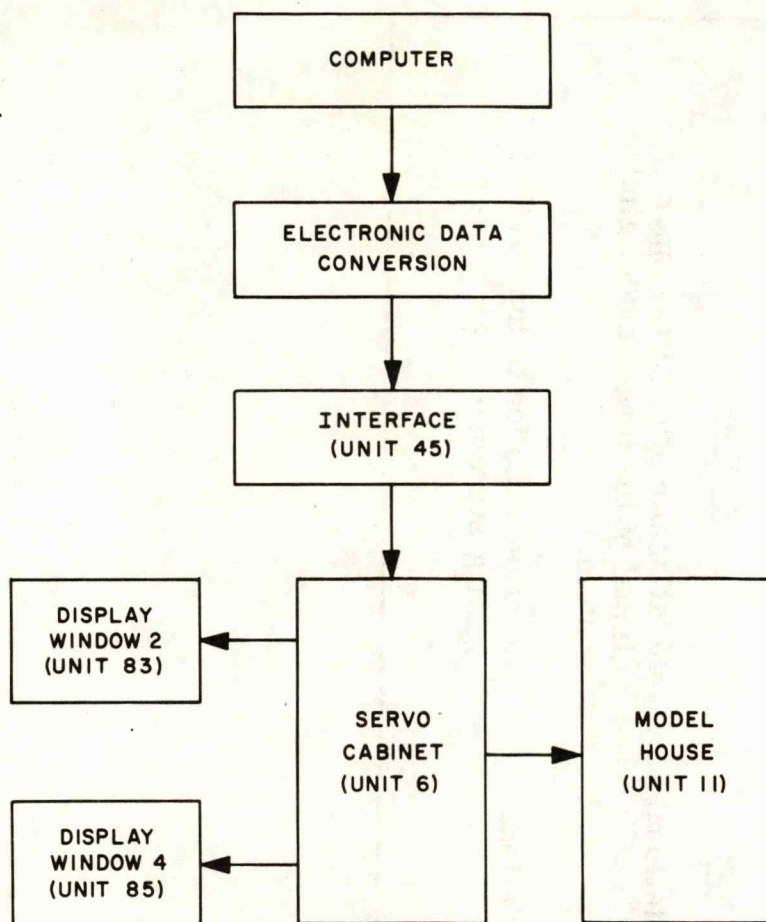 COMPUTER
ELECTRONIC DATA
CONVERSION
INTERFACE
(UNIT 45)
DISPLAY
WINDOW 2
(UNIT 83)
SERVO
CABINET
(UNIT 6)
MODEL
HOUSE
(UNIT 11)
DISPLAY
WINDOW 4
(UNIT 85)